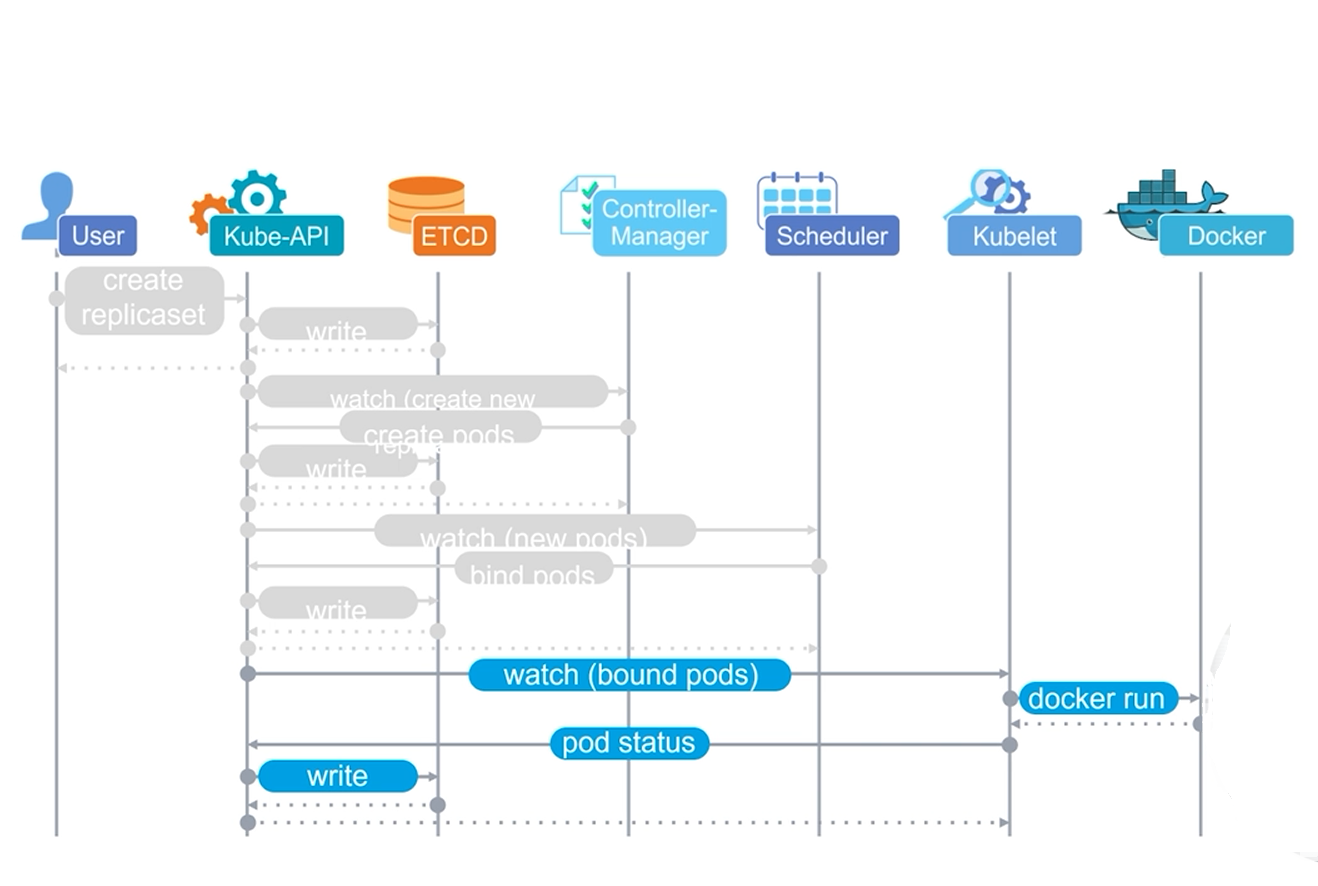 User
Kube-API
ETCD
Controller-
Manager
Scheduler
Kubelet
Docker
create
replicaset
write
watch (create new
create pods
write
watch (new pods)
bind pods
write
watch (bound pods)
docker run
pod status
write